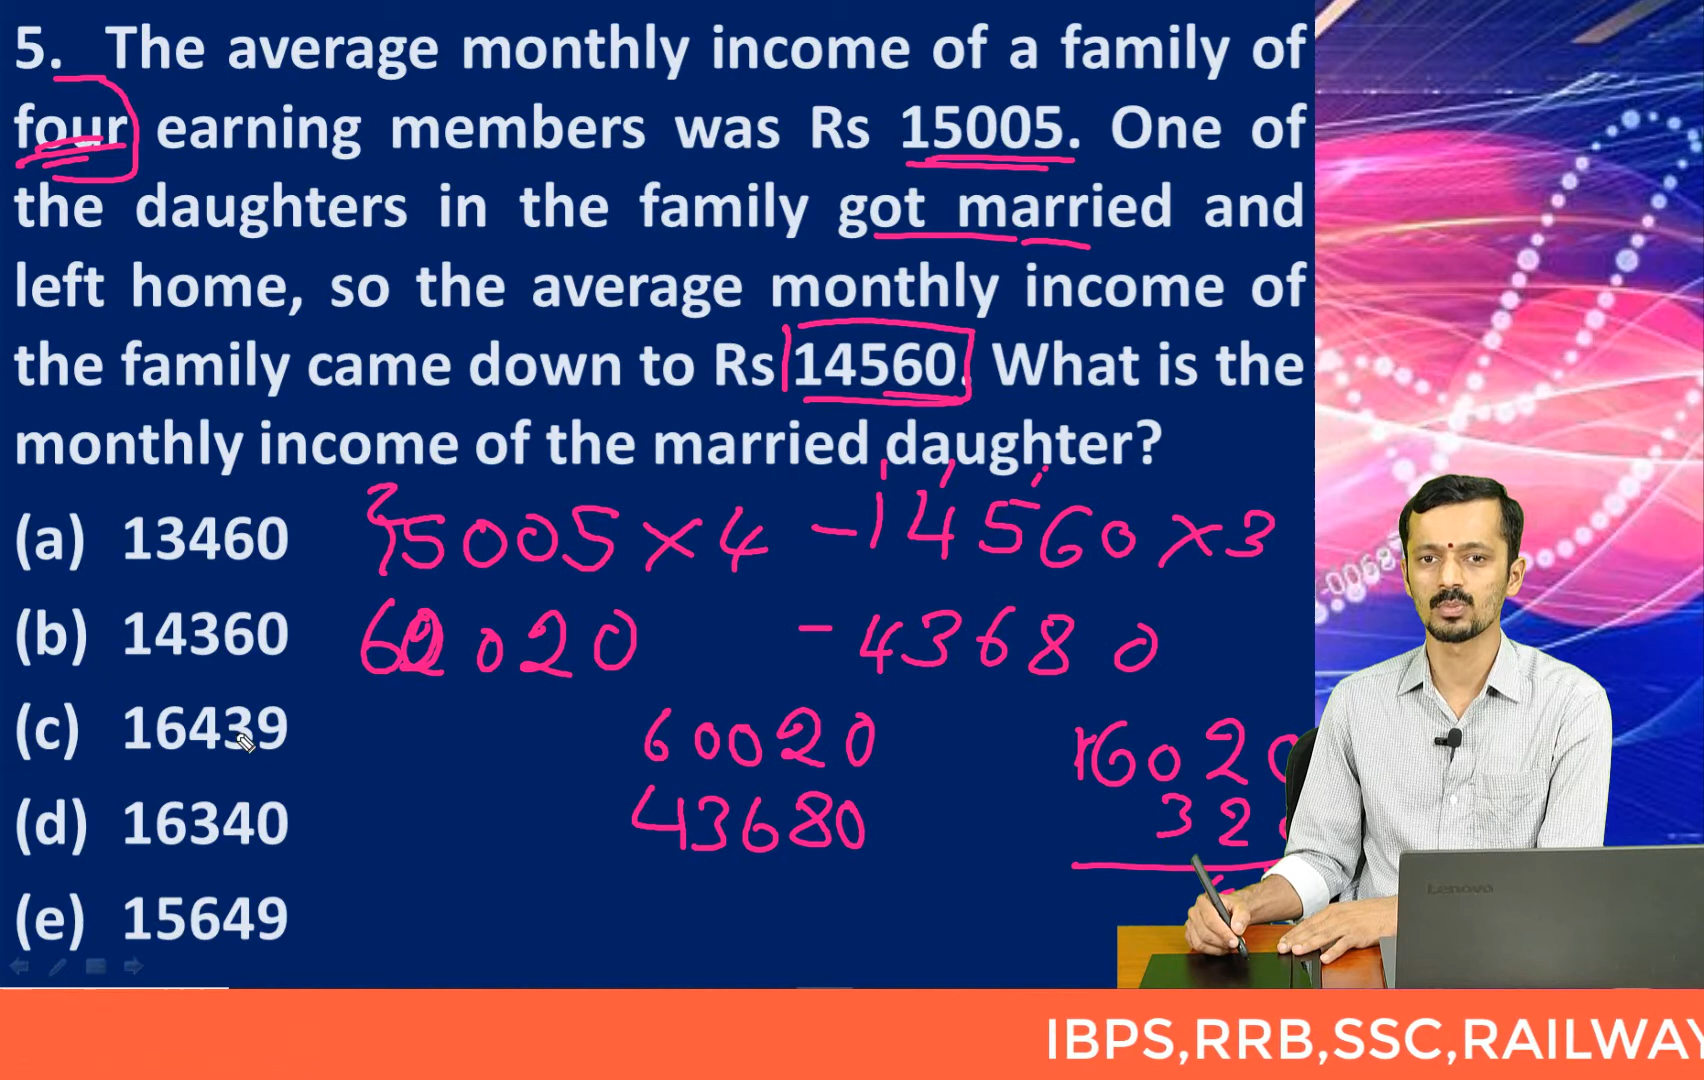 5. The average monthly income of a family of
four earning members was Rs 15005. One of
the daughters in the family got married and
left home, so the average monthly income of
the family came down to Rs 14560. What is the
monthly income of the married daughter?
(a) 13460
15005 × 4 - 14560 × 3
(b) 14360
60020 - 43680
(c) 16439
60020
16020
(d) 16340
43680
32
(e) 15649
Lenovo
IBPS,RRB,SSC,RAILWAY